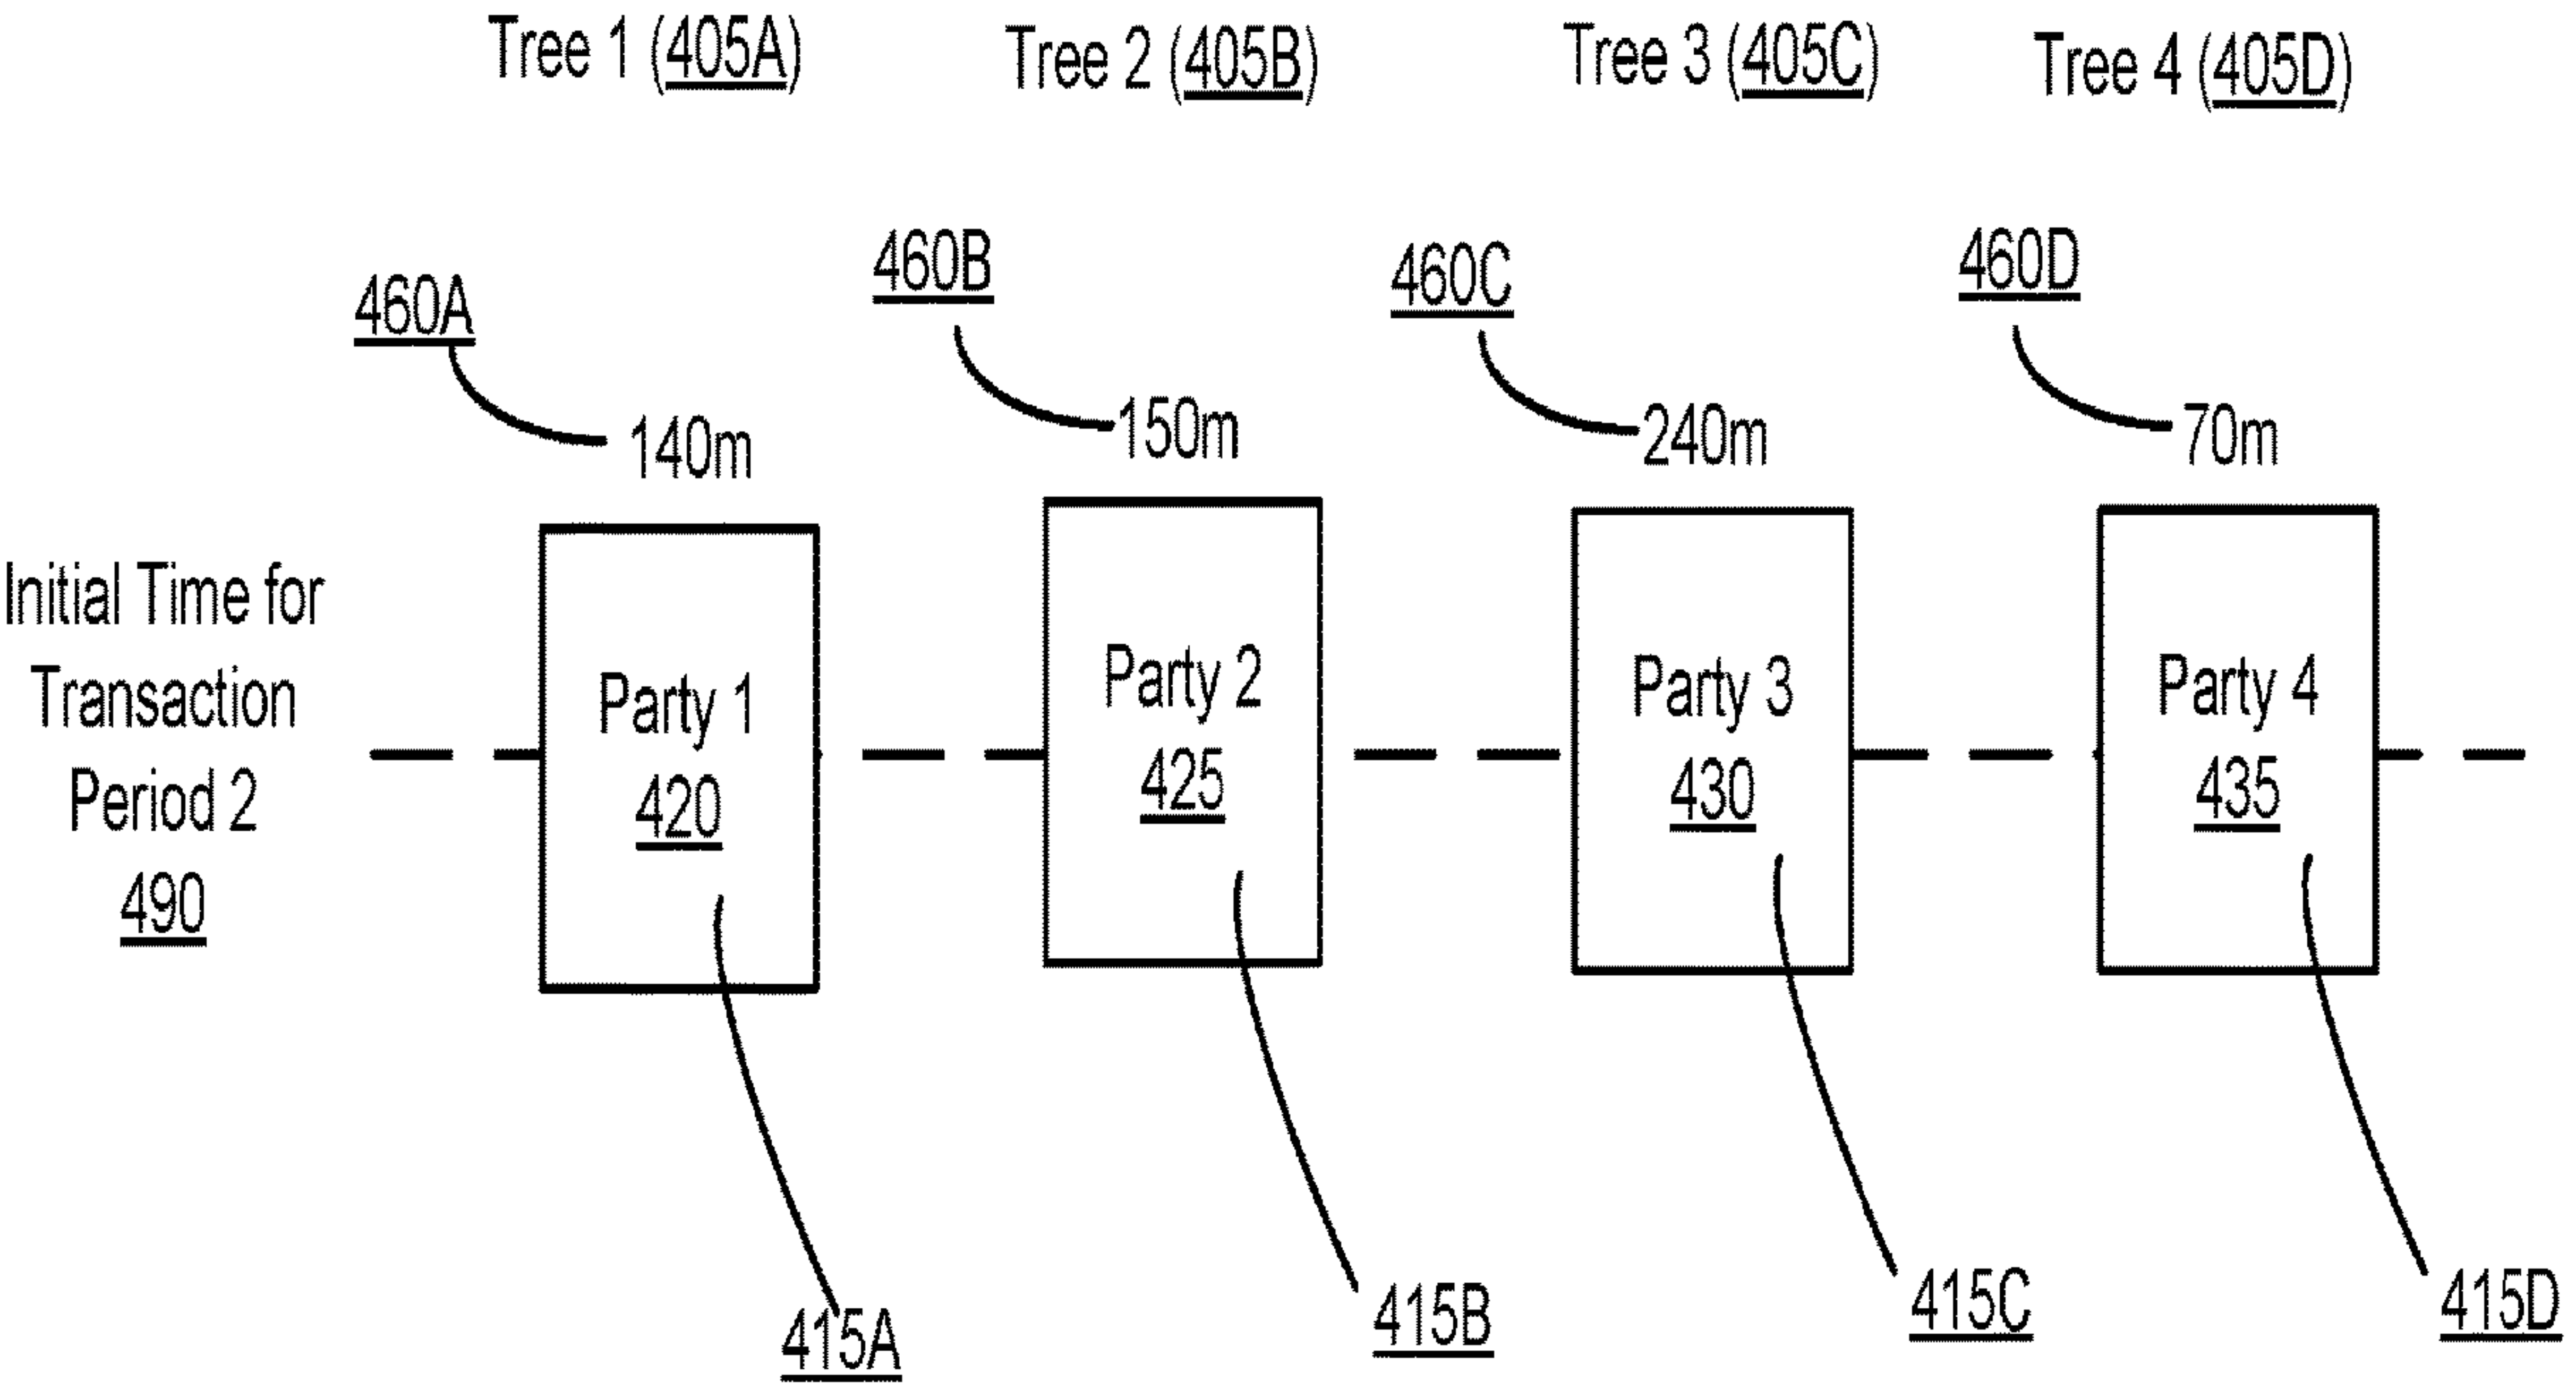 Tree 1 (405A)
Tree 2 (405B)
Tree 3 (405C)
Tree 4 (405D)
460A
460B
460C
460D
140m
150m
240m
70m
Initial Time for
Transaction
Period 2
490
Party 1
420
Party 2
425
Party 3
430
Party 4
435
415A
415B
415C
415D